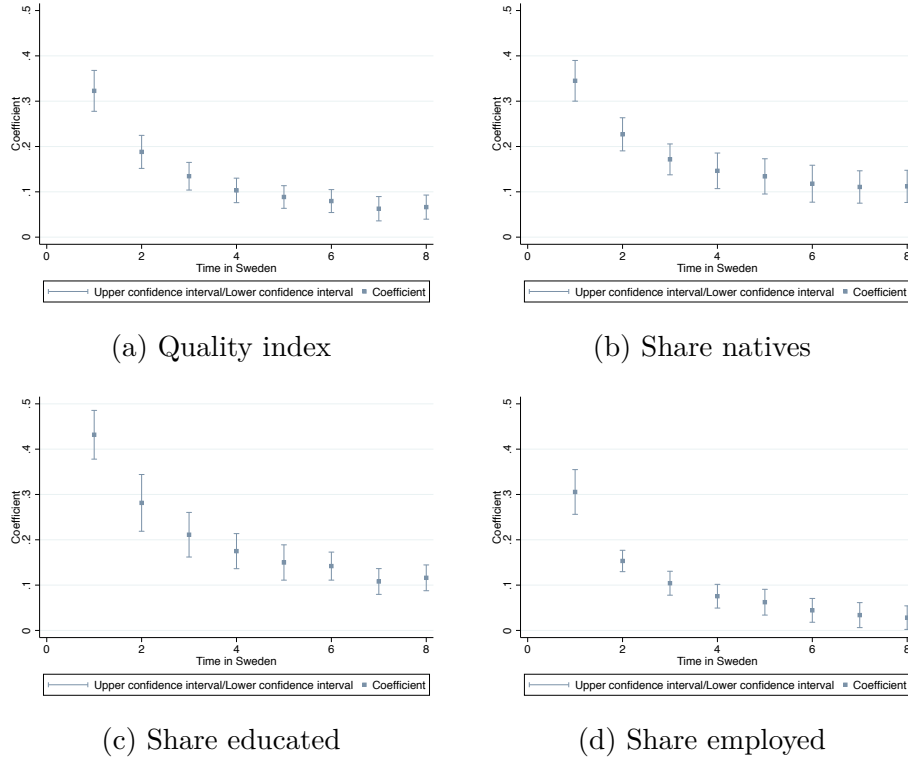 .5
.4
.3
.2
.1
0
Coefficient
0 2 4 6 8
Time in Sweden
Upper confidence interval/Lower confidence interval Coefficient
(a) Quality index
.5
.4
.3
.2
.1
0
Coefficient
0 2 4 6 8
Time in Sweden
Upper confidence interval/Lower confidence interval Coefficient
(b) Share natives
.5
.4
.3
.2
.1
0
Coefficient
0 2 4 6 8
Time in Sweden
Upper confidence interval/Lower confidence interval Coefficient
(c) Share educated
.5
.4
.3
.2
.1
0
Coefficient
0 2 4 6 8
Time in Sweden
Upper confidence interval/Lower confidence interval Coefficient
(d) Share employed